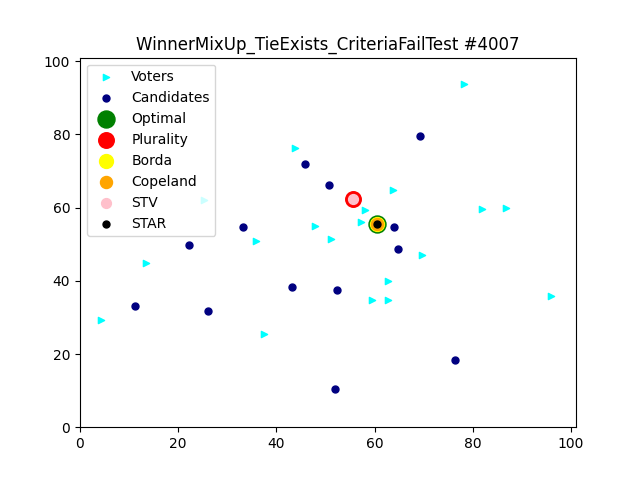 WinnerMixUp_TieExists_CriteriaFailTest #4007
100
80
60
40
20
0
Voters
Candidates
Optimal
Plurality
Borda
Copeland
STV
STAR
0 20 40 60 80 100